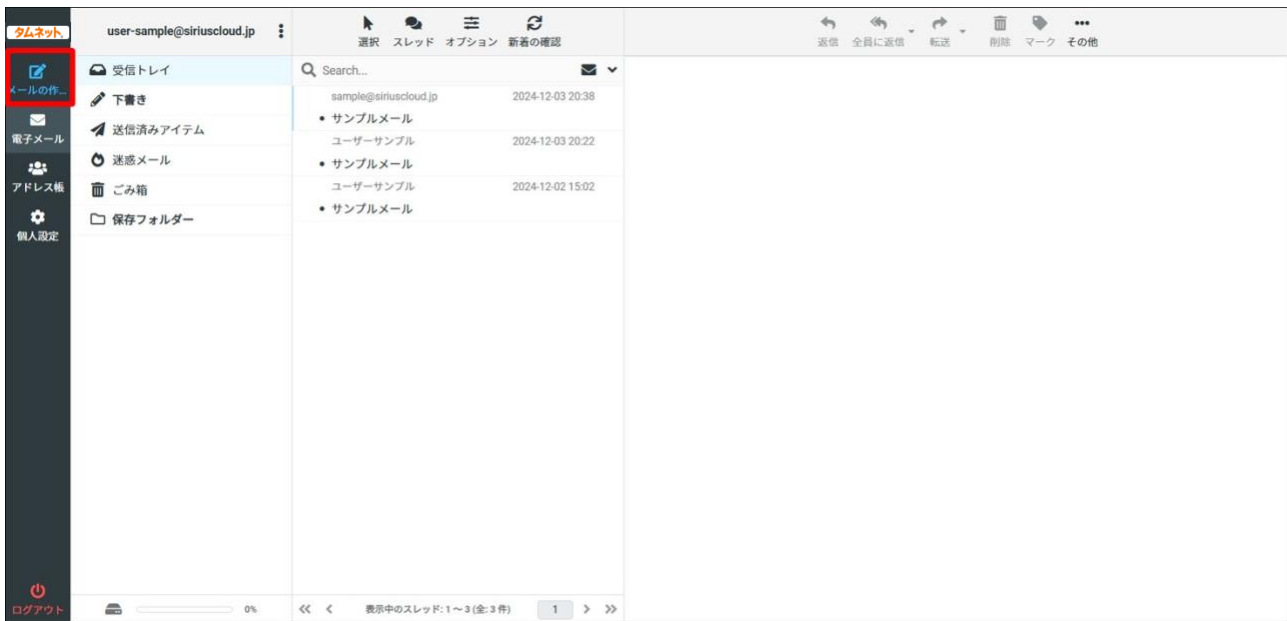 タムネット.
メールの作...
電子メール
アドレス帳
個人設定
ログアウト
user-sample@siriuscloud.jp
受信トレイ
下書き
送信済みアイテム
迷惑メール
ごみ箱
保存フォルダー
0%
選択 スレッド オプション 新着の確認
Search...
sample@siriuscloud.jp 2024-12-03 20:38
• サンプルメール
ユーザーサンプル 2024-12-03 20:22
• サンプルメール
ユーザーサンプル 2024-12-02 15:02
• サンプルメール
表示中のスレッド: 1 ～ 3 (全: 3 件) 1
返信 全員に返信 転送 削除 マーク その他